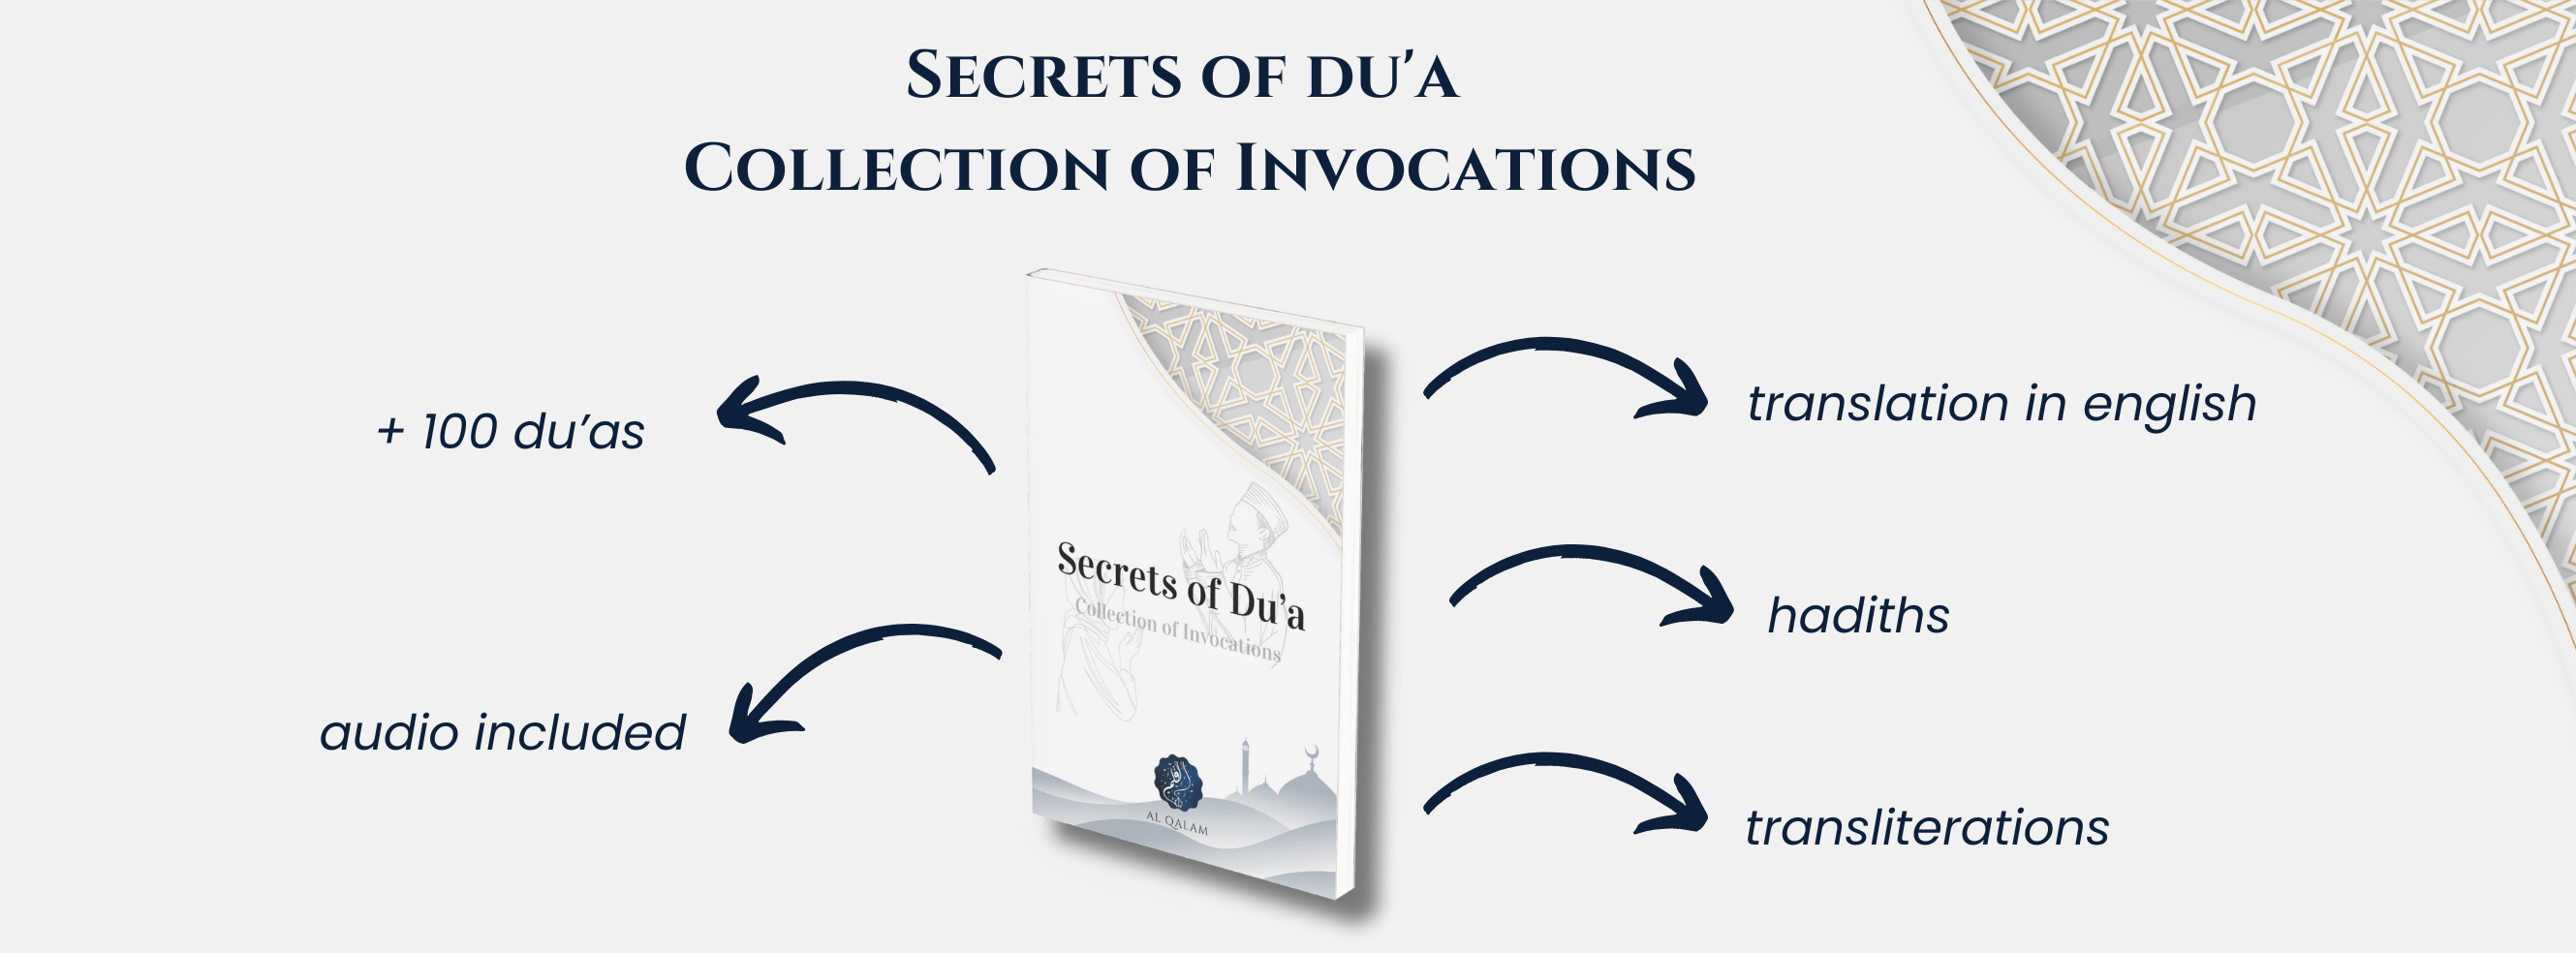 SECRETS OF DU'A
COLLECTION OF INVOCATIONS
+ 100 du’as
audio included
Secrets of Du’a
Collection of Invocations
AL QALAM
translation in english
hadiths
transliterations